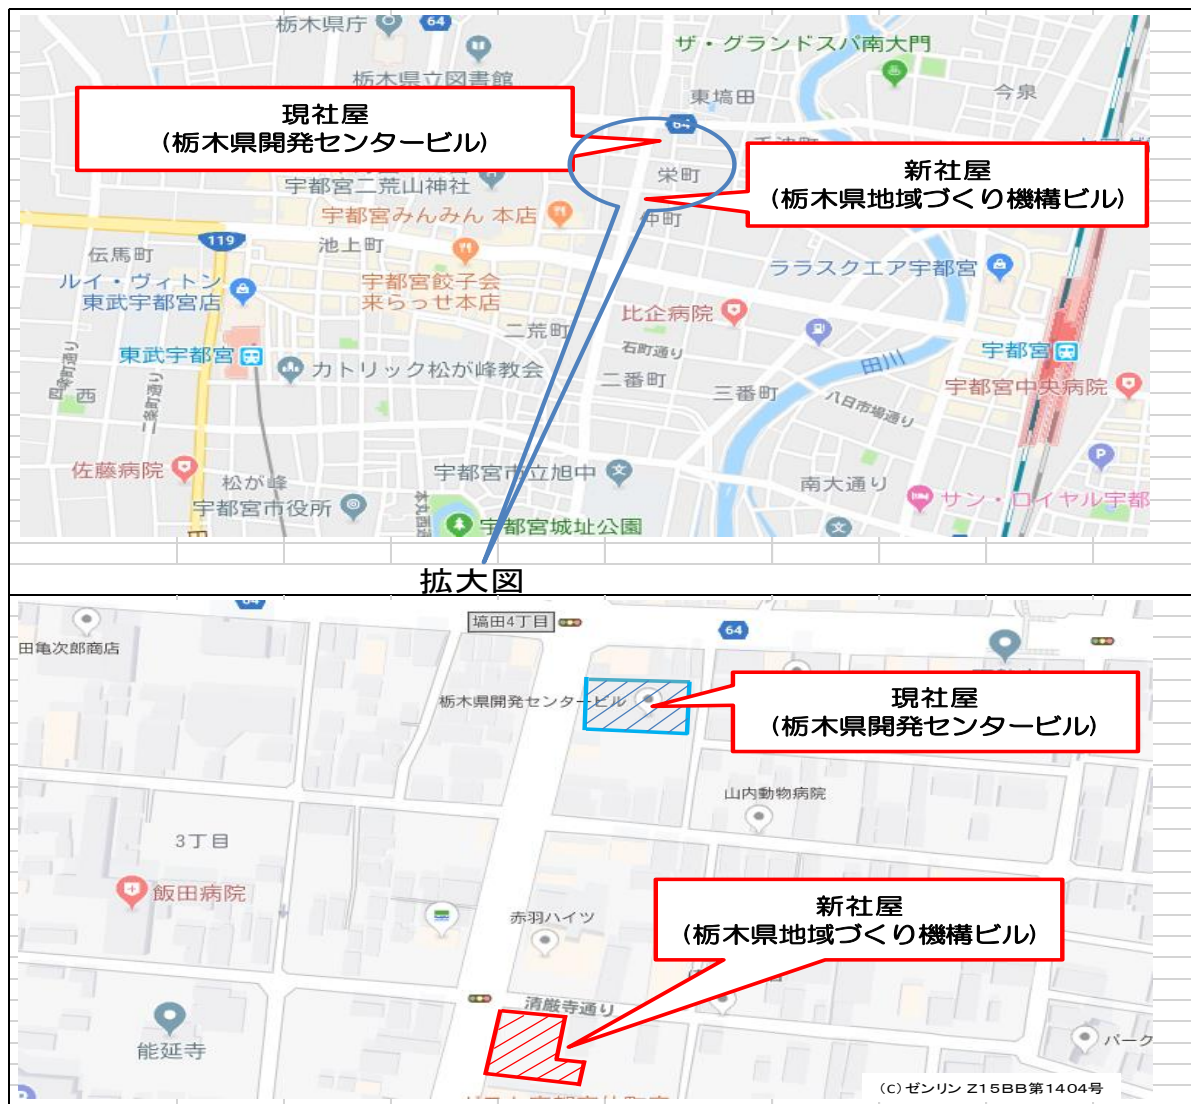 栃木県庁
64
栃木県立図書館
ザ・グランドスパ南大門
東塙田
今泉
現社屋
(栃木県開発センタービル)
64
新社屋
(栃木県地域づくり機構ビル)
栄町
宇都宮二荒山神社
宇都宮みんみん 本店
仲町
119
池上町
伝馬町
ルイ・ヴィトン
東武宇都宮店
宇都宮餃子会
来らっせ本店
ララスクエア宇都宮
比企病院
二荒町
石町通り
東武宇都宮
カトリック松が峰教会
二番町
三番町
田川
宇都宮
宇都宮中央病院
八日市場通り
西
佐藤病院
松が峰
宇都宮市立旭中
南大通り
宇都宮市役所
サン・ロイヤル宇都
宇都宮城址公園
拡大図
64
塙田4丁目
64
田亀次郎商店
栃木県開発センタービル
現社屋
(栃木県開発センタービル)
山内動物病院
3丁目
飯田病院
新社屋
(栃木県地域づくり機構ビル)
赤羽ハイツ
清厳寺通り
能延寺
パーク
(C)ゼンリン Z15BB第1404号